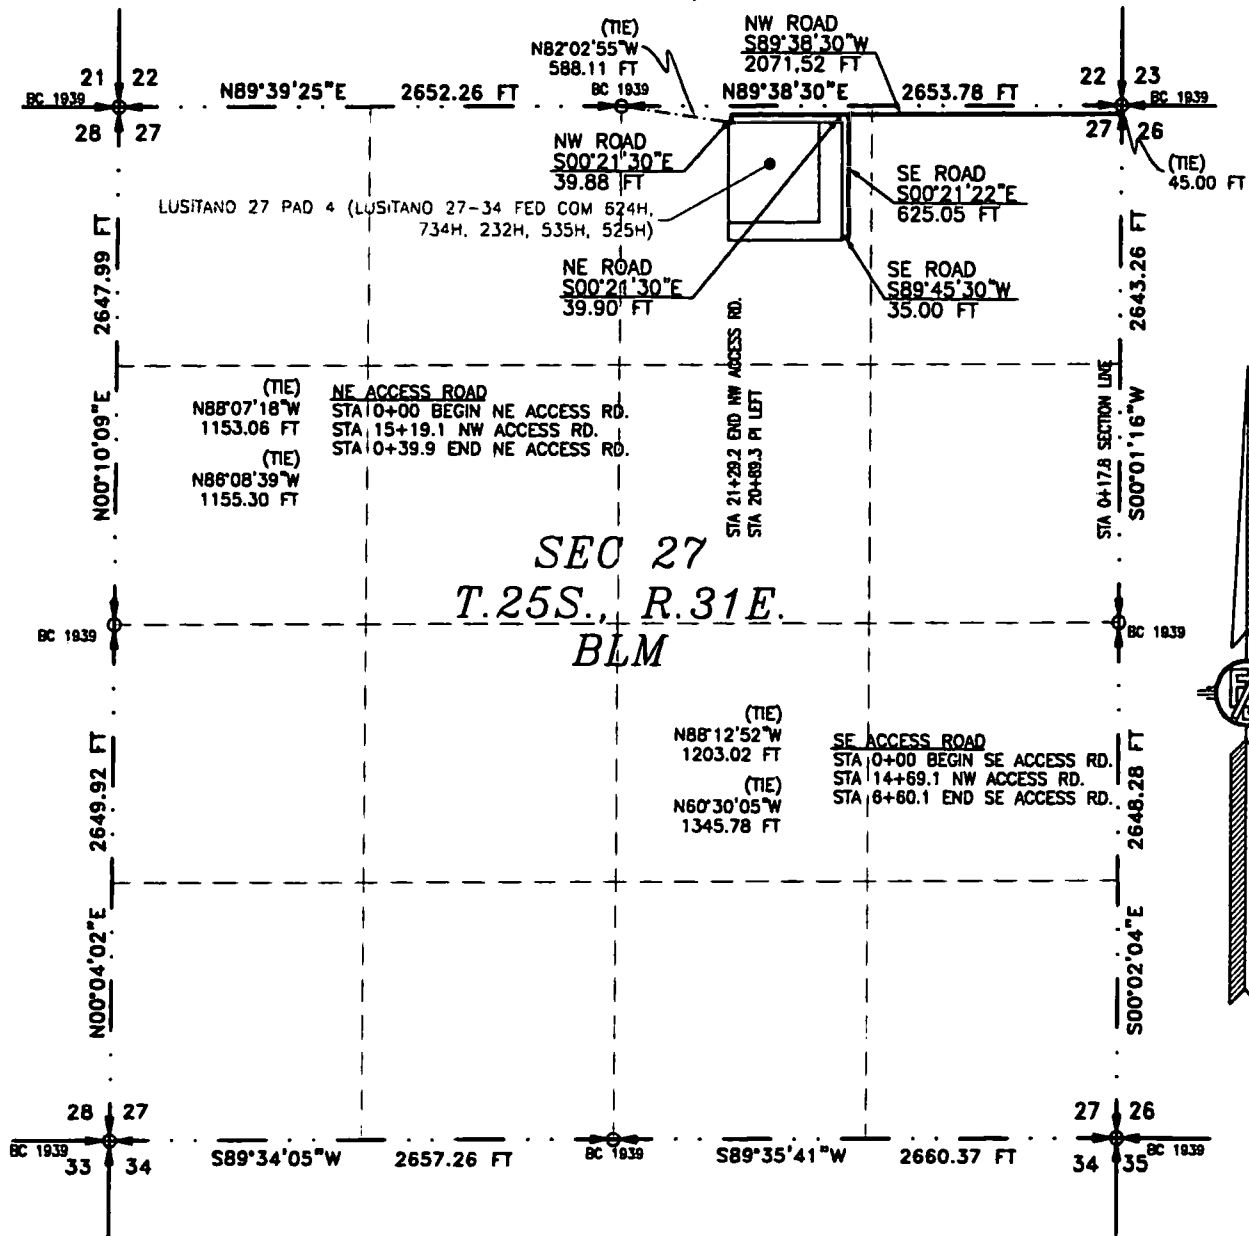 (TIE)
N82°02'55"W
588.11 FT
NW ROAD
S89°38'30"W
2071.52 FT
21 22
BC 1939
28 27
N89°39'25"E 2652.26 FT
BC 1939
N89°38'30"E 2653.78 FT
22 23
BC 1939
27 26
(TIE)
45.00 FT
NW ROAD
S00°21'30"E
39.88 FT
LUSITANO 27 PAD 4 (LUSITANO 27-34 FED COM 624H,
734H, 232H, 535H, 525H)
SE ROAD
S00°21'22"E
625.05 FT
NE ROAD
S00°21'30"E
39.90 FT
SE ROAD
S89°45'30"W
35.00 FT
N00°10'09"E 2647.99 FT
2643.26 FT
S00°01'16"W
STA 21+29.2 END NW ACCESS RD.
STA 20+89.3 PI LEFT
STA 0+17.8 SECTION LINE
(TIE)
N88°07'18"W
1153.06 FT
(TIE)
N86°08'39"W
1155.30 FT
NE ACCESS ROAD
STA 0+00 BEGIN NE ACCESS RD.
STA 15+19.1 NW ACCESS RD.
STA 0+39.9 END NE ACCESS RD.
SEC 27
T.25S., R.31E.
BLM
BC 1939
BC 1939
(TIE)
N88°12'52"W
1203.02 FT
(TIE)
N60°30'05"W
1345.78 FT
SE ACCESS ROAD
STA 0+00 BEGIN SE ACCESS RD.
STA 14+69.1 NW ACCESS RD.
STA 6+60.1 END SE ACCESS RD.
N00°04'02"E 2649.92 FT
2648.28 FT
S00°02'04"E
28 27
BC 1939
33 34
S89°34'05"W 2657.26 FT
BC 1939
S89°35'41"W 2660.37 FT
27 26
34 35
BC 1939